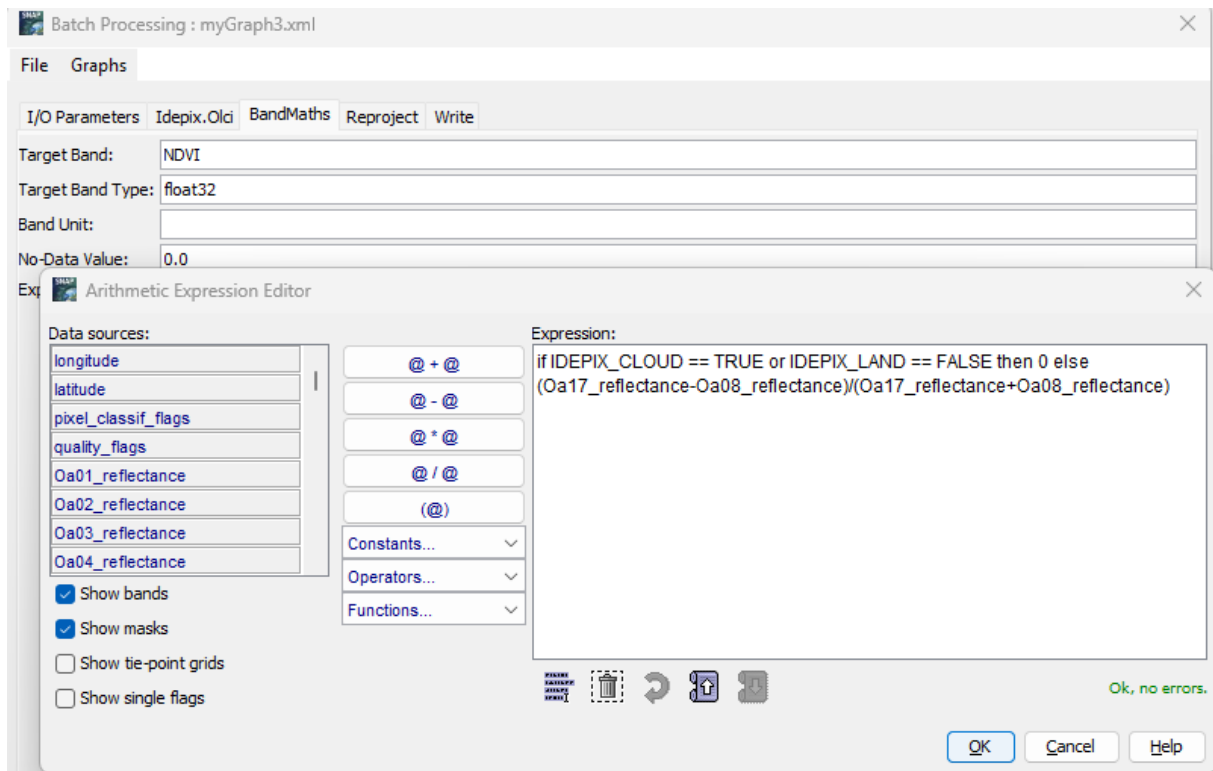 Batch Processing : myGraph3.xml
File Graphs
I/O Parameters Idepix.Olci BandMaths Reproject Write
Target Band: NDVI
Target Band Type: float32
Band Unit:
No-Data Value: 0.0
Exp
Arithmetic Expression Editor
Data sources:
longitude
latitude
pixel_classif_flags
quality_flags
Oa01_reflectance
Oa02_reflectance
Oa03_reflectance
Oa04_reflectance
Show bands
Show masks
Show tie-point grids
Show single flags
@ + @
@ - @
@ * @
@ / @
(@)
Constants...
Operators...
Functions...
Expression:
if IDEPIX_CLOUD == TRUE or IDEPIX_LAND == FALSE then 0 else
(Oa17_reflectance-Oa08_reflectance)/(Oa17_reflectance+Oa08_reflectance)
Ok, no errors.
OK Cancel Help